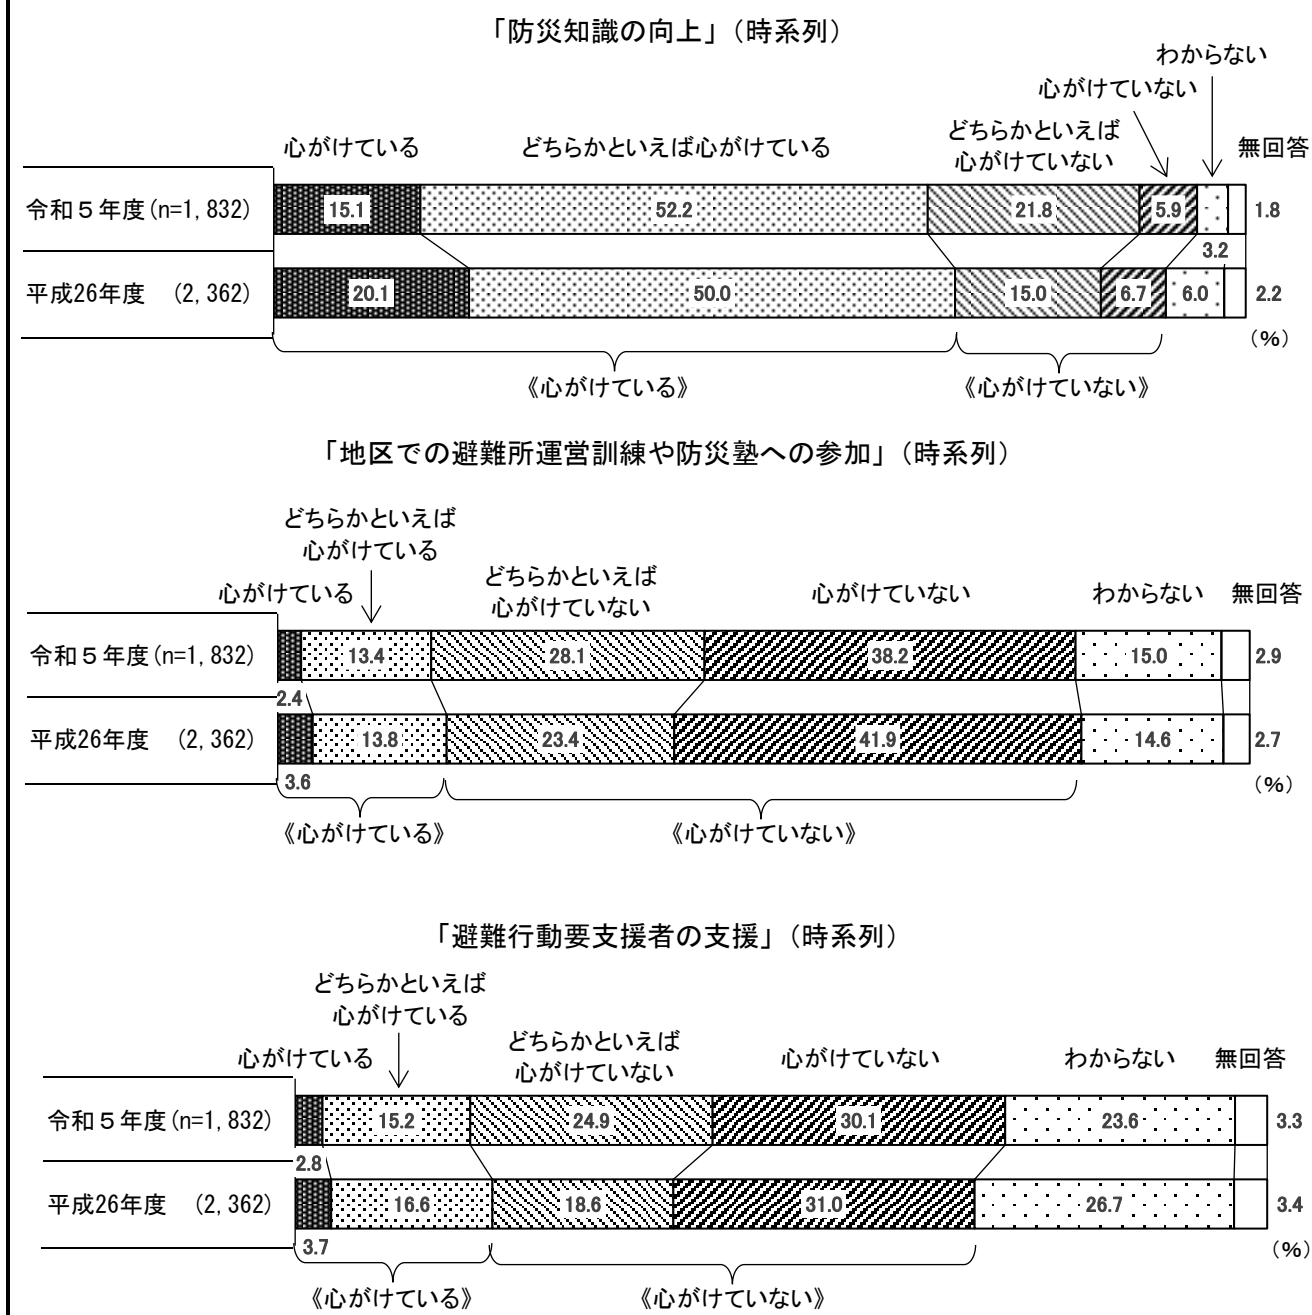 「防災知識の向上」（時系列）
わからない
心がけていない
どちらかといえば
心がけている
どちらかといえば心がけている
心がけていない
無回答
令和５年度(n=1,832)
15.1
52.2
21.8
5.9
1.8
3.2
平成26年度　(2,362)
20.1
50.0
15.0
6.7
6.0
2.2
（%）
《心がけている》
《心がけていない》
「地区での避難所運営訓練や防災塾への参加」（時系列）
どちらかといえば
心がけている
どちらかといえば
心がけている
心がけていない
心がけていない
わからない
無回答
令和５年度(n=1,832)
13.4
28.1
38.2
15.0
2.9
2.4
平成26年度　(2,362)
13.8
23.4
41.9
14.6
2.7
3.6
（%）
《心がけている》
《心がけていない》
「避難行動要支援者の支援」（時系列）
どちらかといえば
心がけている
どちらかといえば
心がけている
心がけていない
心がけていない
わからない
無回答
令和５年度(n=1,832)
15.2
24.9
30.1
23.6
3.3
2.8
平成26年度　(2,362)
16.6
18.6
31.0
26.7
3.4
3.7
（%）
《心がけている》
《心がけていない》